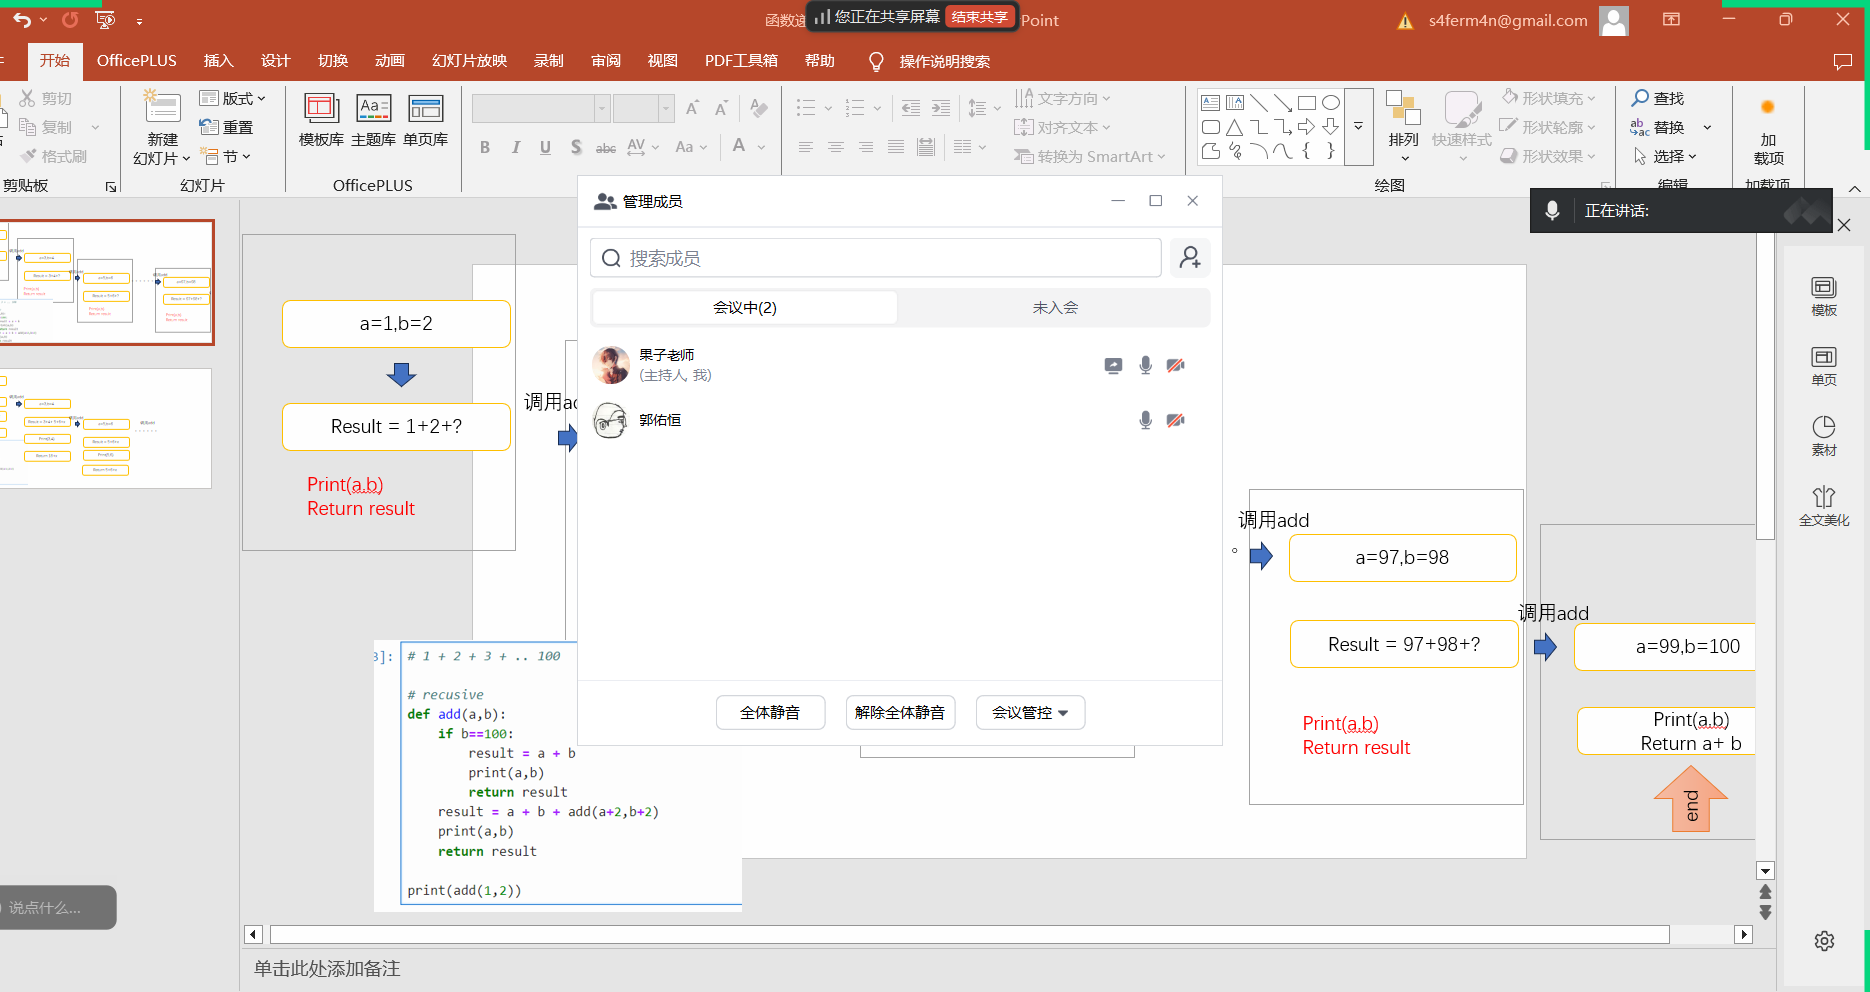 函数递
您正在共享屏幕 结束共享
Point
s4ferm4n@gmail.com
开始 OfficePLUS 插入 设计 切换 动画 幻灯片放映 录制 审阅 视图 PDF工具箱 帮助 操作说明搜索
剪切
复制
格式刷
剪贴板
新建
幻灯片
版式
重置
节
幻灯片
模板库 主题库 单页库
OfficePLUS
B I U S abc AV Aa A
文字方向
对齐文本
转换为 SmartArt
排列
快速样式
形状填充
形状轮廓
形状效果
绘图
查找
替换
选择
编辑
加
载项
加载项
管理成员
搜索成员
会议中(2)
未入会
果子老师
(主持人, 我)
郭佑恒
全体静音
解除全体静音
会议管控
正在讲话:
模板
单页
素材
全文美化
a=1,b=2
Result = 1+2+?
Print(a.b)
Return result
调用ad
调用add
a=97,b=98
Result = 97+98+?
Print(a.b)
Return result
调用add
a=99,b=100
Print(a.b)
Return a+ b
end
3]:
# 1 + 2 + 3 + .. 100
# recusive
def add(a,b):
if b==100:
result = a + b
print(a,b)
return result
result = a + b + add(a+2,b+2)
print(a,b)
return result
print(add(1,2))
说点什么...
单击此处添加备注